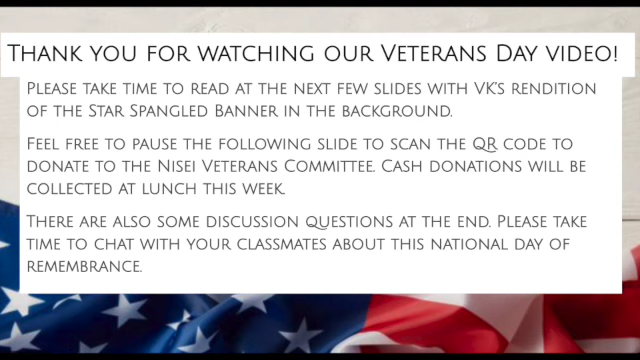 Thank you for watching our Veterans Day video!
Please take time to read at the next few slides with VK's rendition
of the Star Spangled Banner in the background.
Feel free to pause the following slide to scan the QR code to
donate to the Nisei Veterans Committee. Cash donations will be
collected at lunch this week.
There are also some discussion questions at the end. Please take
time to chat with your classmates about this national day of
remembrance.